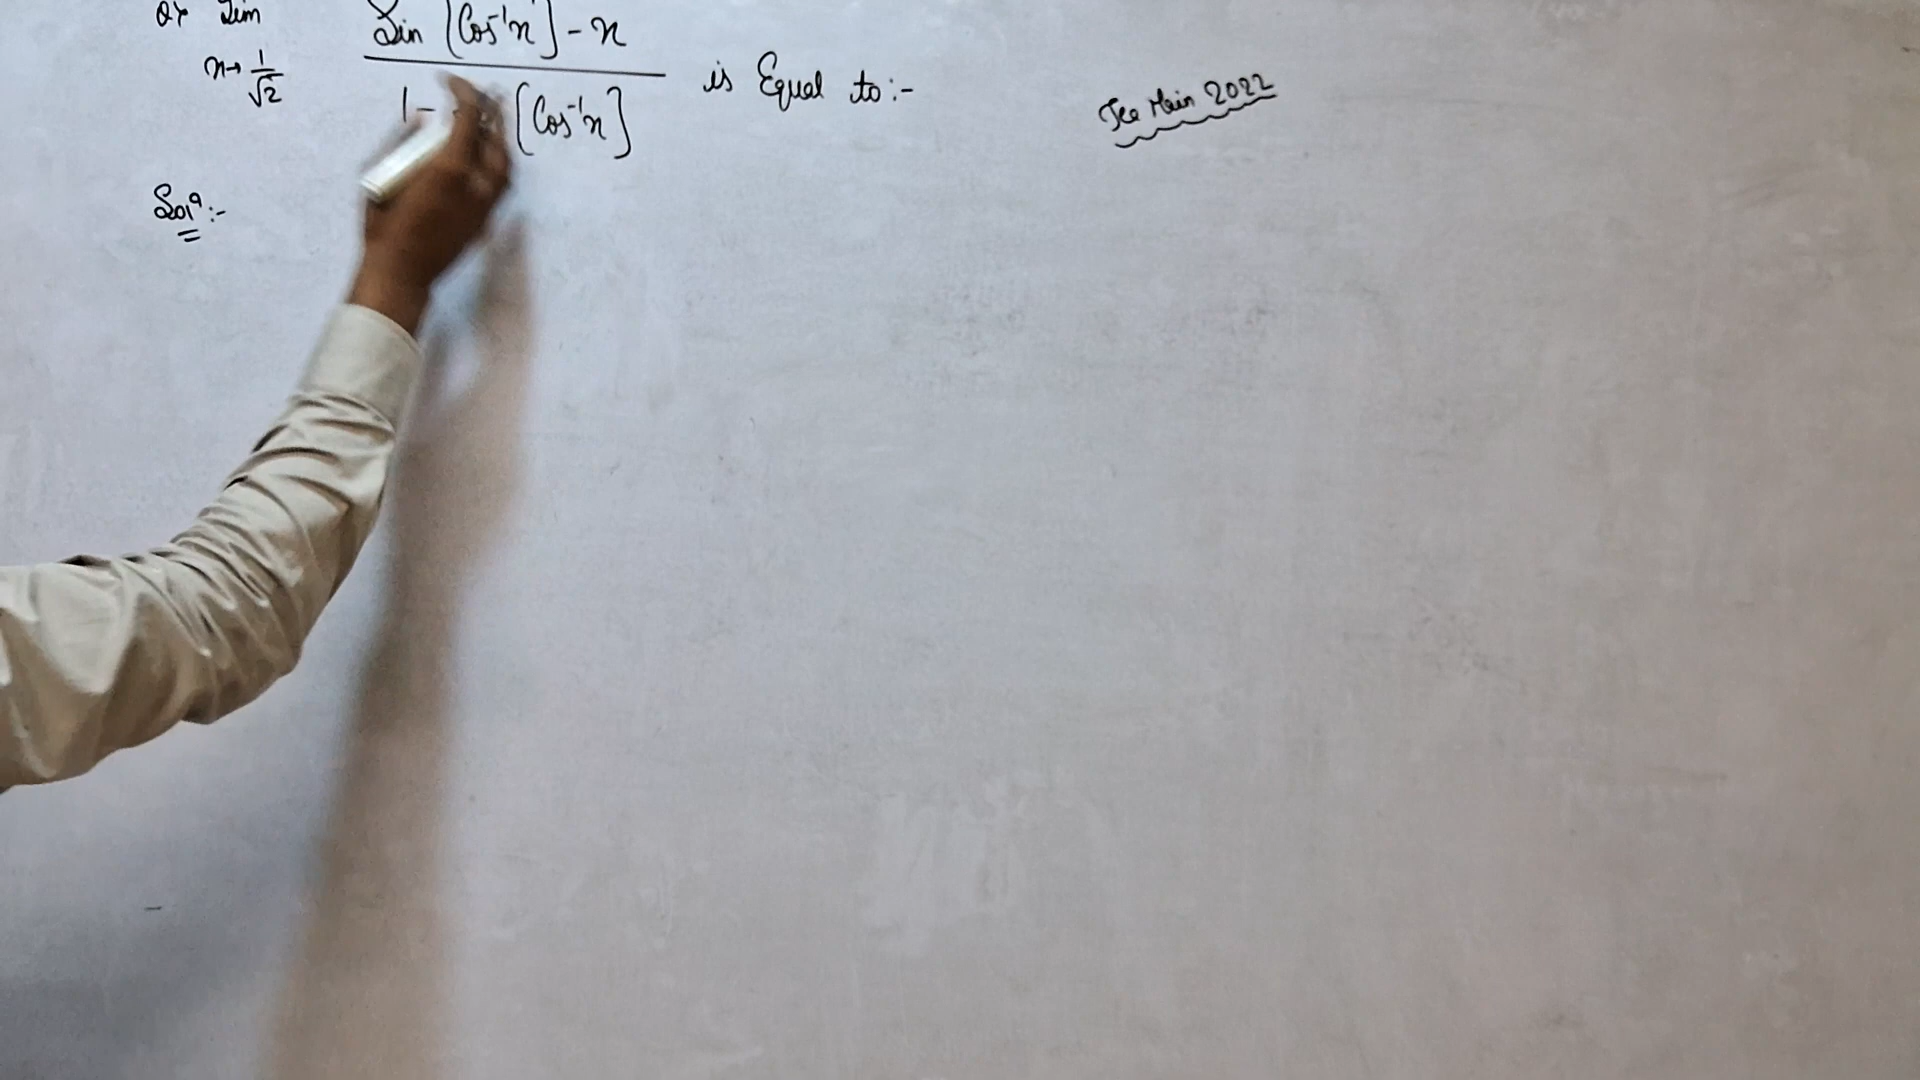 Q> Lim
x→ 1/√2
Sin [Cos⁻¹x] - x
1 - [Cos⁻¹x]
is Equal to :-
Jee Main 2022
Solⁿ :-